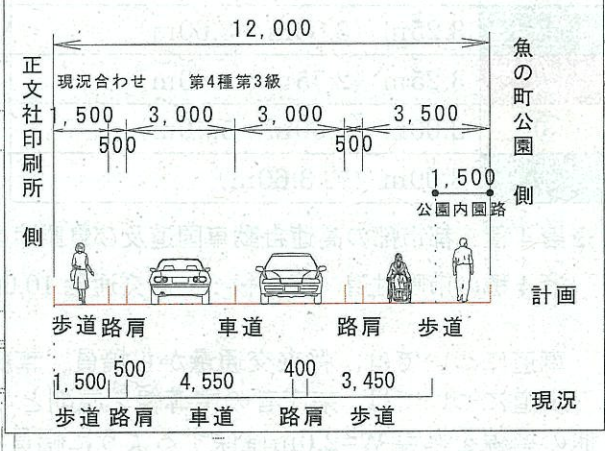 12,000
正文社印刷所側
魚の町公園側
現況合わせ 第4種第3級
1,500 3,000 3,000 3,500
500 500
1,500
公園内園路
計画
歩道 路肩 車道 路肩 歩道
1,500 500 4,550 400 3,450
現況
歩道 路肩 車道 路肩 歩道